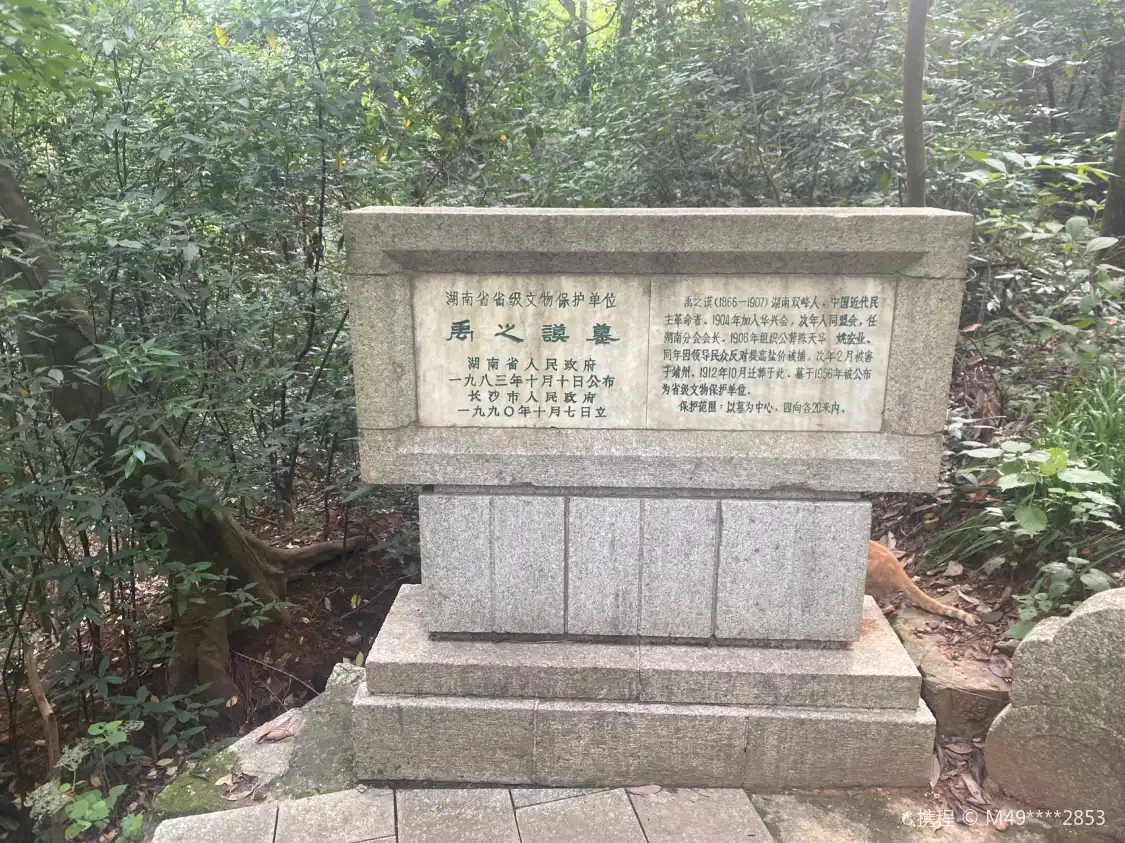 湖南省省级文物保护单位
禹之谟墓
湖南省人民政府
一九八三年十月十日公布
长沙市人民政府
一九九〇年十月七日立
禹之谟(1866—1907)湖南双峰人。中国近代民
主革命者。1904年加入华兴会，次年入同盟会，任
湖南分会会长。1906年组织公葬陈天华 姚宏业。
同年因领导民众反对提高盐价被捕。次年2月被害
于靖州。1912年10月迁葬于此。墓于1956年被公布
为省级文物保护单位。
保护范围：以墓为中心，四向各20米内。
携程 © M49****2853